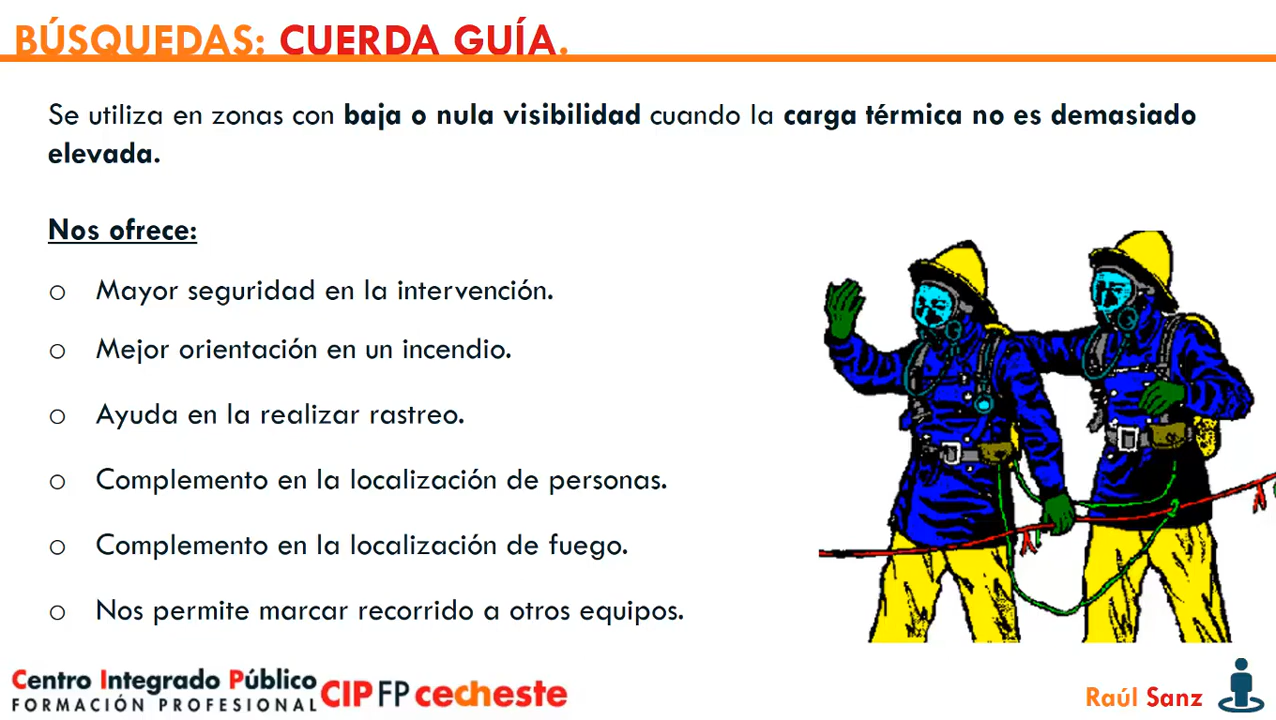 BÚSQUEDAS: CUERDA GUÍA.
Se utiliza en zonas con baja o nula visibilidad cuando la carga térmica no es demasiado
elevada.
Nos ofrece:
o Mayor seguridad en la intervención.
o Mejor orientación en un incendio.
o Ayuda en la realizar rastreo.
o Complemento en la localización de personas.
o Complemento en la localización de fuego.
o Nos permite marcar recorrido a otros equipos.
Centro Integrado Público
FORMACIÓN PROFESIONAL
CIPFP cecheste
Raúl Sanz